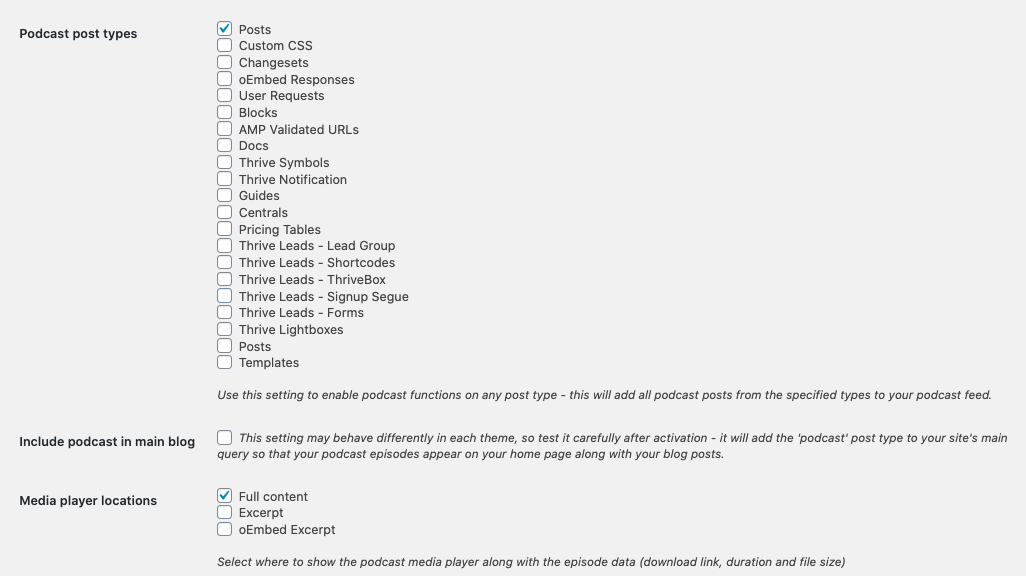 Podcast post types
Posts
Custom CSS
Changesets
oEmbed Responses
User Requests
Blocks
AMP Validated URLs
Docs
Thrive Symbols
Thrive Notification
Guides
Centrals
Pricing Tables
Thrive Leads - Lead Group
Thrive Leads - Shortcodes
Thrive Leads - ThriveBox
Thrive Leads - Signup Segue
Thrive Leads - Forms
Thrive Lightboxes
Posts
Templates
Use this setting to enable podcast functions on any post type - this will add all podcast posts from the specified types to your podcast feed.
Include podcast in main blog
This setting may behave differently in each theme, so test it carefully after activation - it will add the 'podcast' post type to your site's main
query so that your podcast episodes appear on your home page along with your blog posts.
Media player locations
Full content
Excerpt
oEmbed Excerpt
Select where to show the podcast media player along with the episode data (download link, duration and file size)